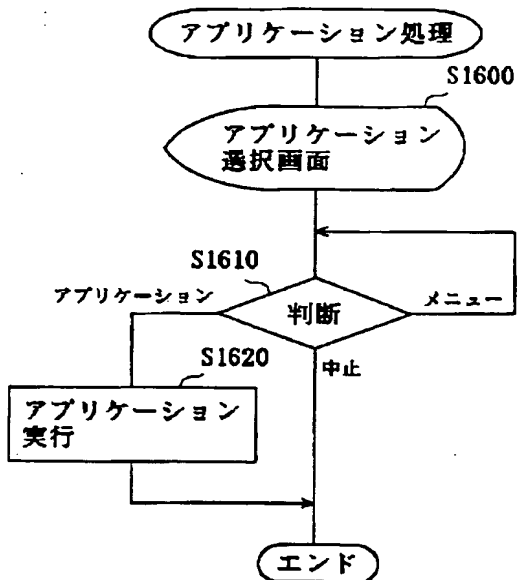 アプリケーション処理
S1600
アプリケーション
選択画面
S1610
アプリケーション
判断
メニュー
中止
S1620
アプリケーション
実行
エンド